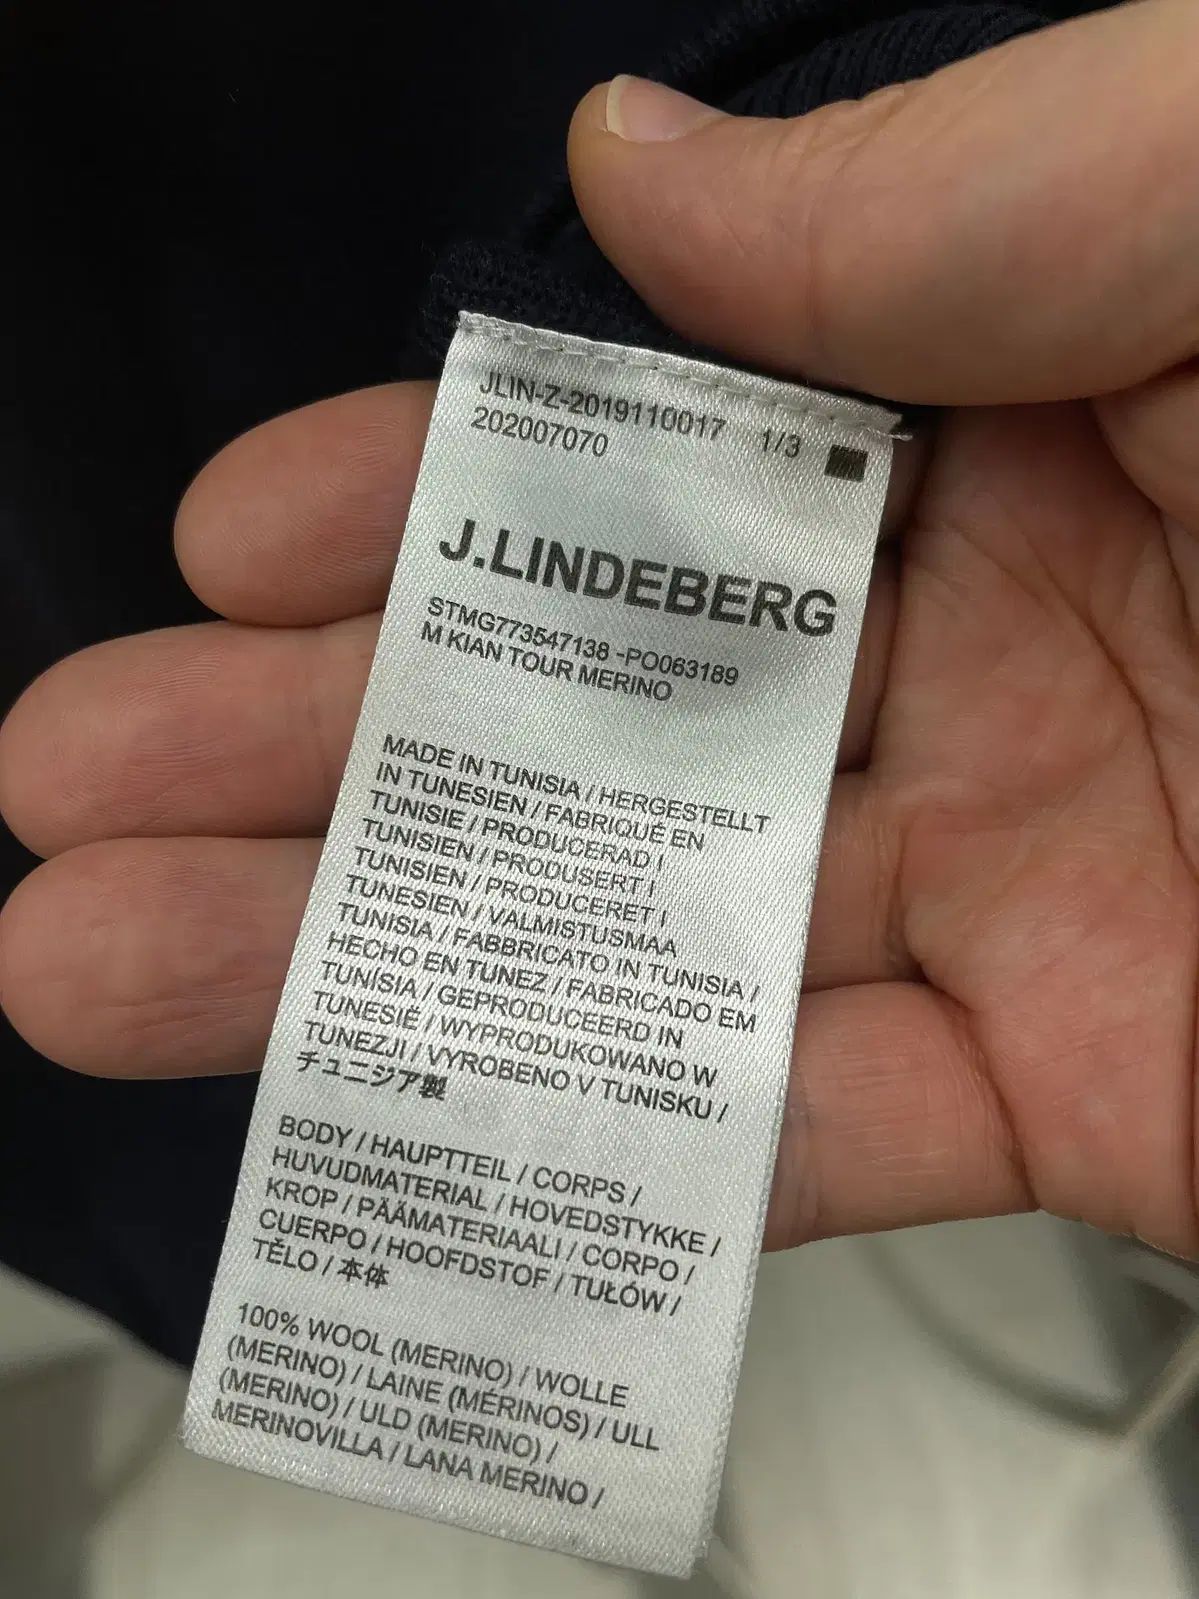 JLIN-Z-2019110017 1/3
202007070
J.LINDEBERG
STMG773547138 -PO063189
M KIAN TOUR MERINO
MADE IN TUNISIA / HERGESTELLT
IN TUNESIEN / FABRIQUÉ EN
TUNISIE / PRODUCERAD I
TUNISIEN / PRODUSERT I
TUNISIEN / PRODUCERET I
TUNESIEN / VALMISTUSMAA
TUNISIA / FABBRICATO IN TUNISIA /
HECHO EN TUNEZ / FABRICADO EM
TUNÍSIA / GEPRODUCEERD IN
TUNESIË / WYPRODUKOWANO W
TUNEZJI / VYROBENO V TUNISKU /
チュニジア製
BODY / HAUPTTEIL / CORPS /
HUVUDMATERIAL / HOVEDSTYKKE /
KROP / PÄÄMATERIAALI / CORPO /
CUERPO / HOOFDSTOF / TUŁÓW /
TĚLO / 本体
100% WOOL (MERINO) / WOLLE
(MERINO) / LAINE (MÉRINOS) / ULL
(MERINO) / ULD (MERINO) /
MERINOVILLA / LANA MERINO /